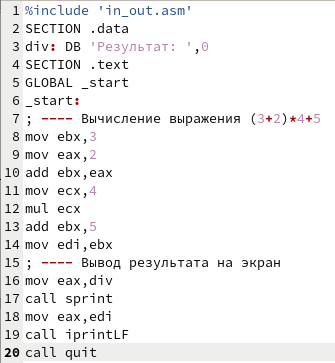 1 %include 'in_out.asm'
2 SECTION .data
3 div: DB 'Результат: ',0
4 SECTION .text
5 GLOBAL _start
6 _start:
7 ; ---- Вычисление выражения (3+2)*4+5
8 mov ebx,3
9 mov eax,2
10 add ebx,eax
11 mov ecx,4
12 mul ecx
13 add ebx,5
14 mov edi,ebx
15 ; ---- Вывод результата на экран
16 mov eax,div
17 call sprint
18 mov eax,edi
19 call iprintLF
20 call quit